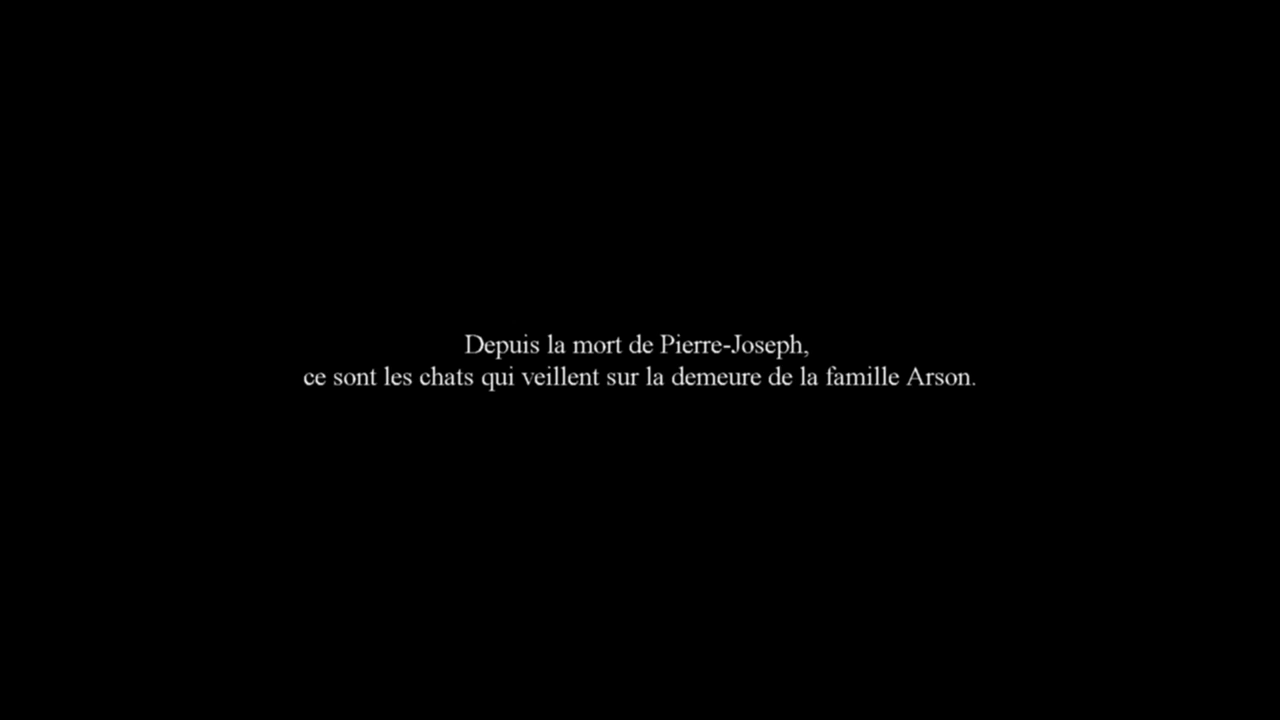 Depuis la mort de Pierre-Joseph,
ce sont les chats qui veillent sur la demeure de la famille Arson.